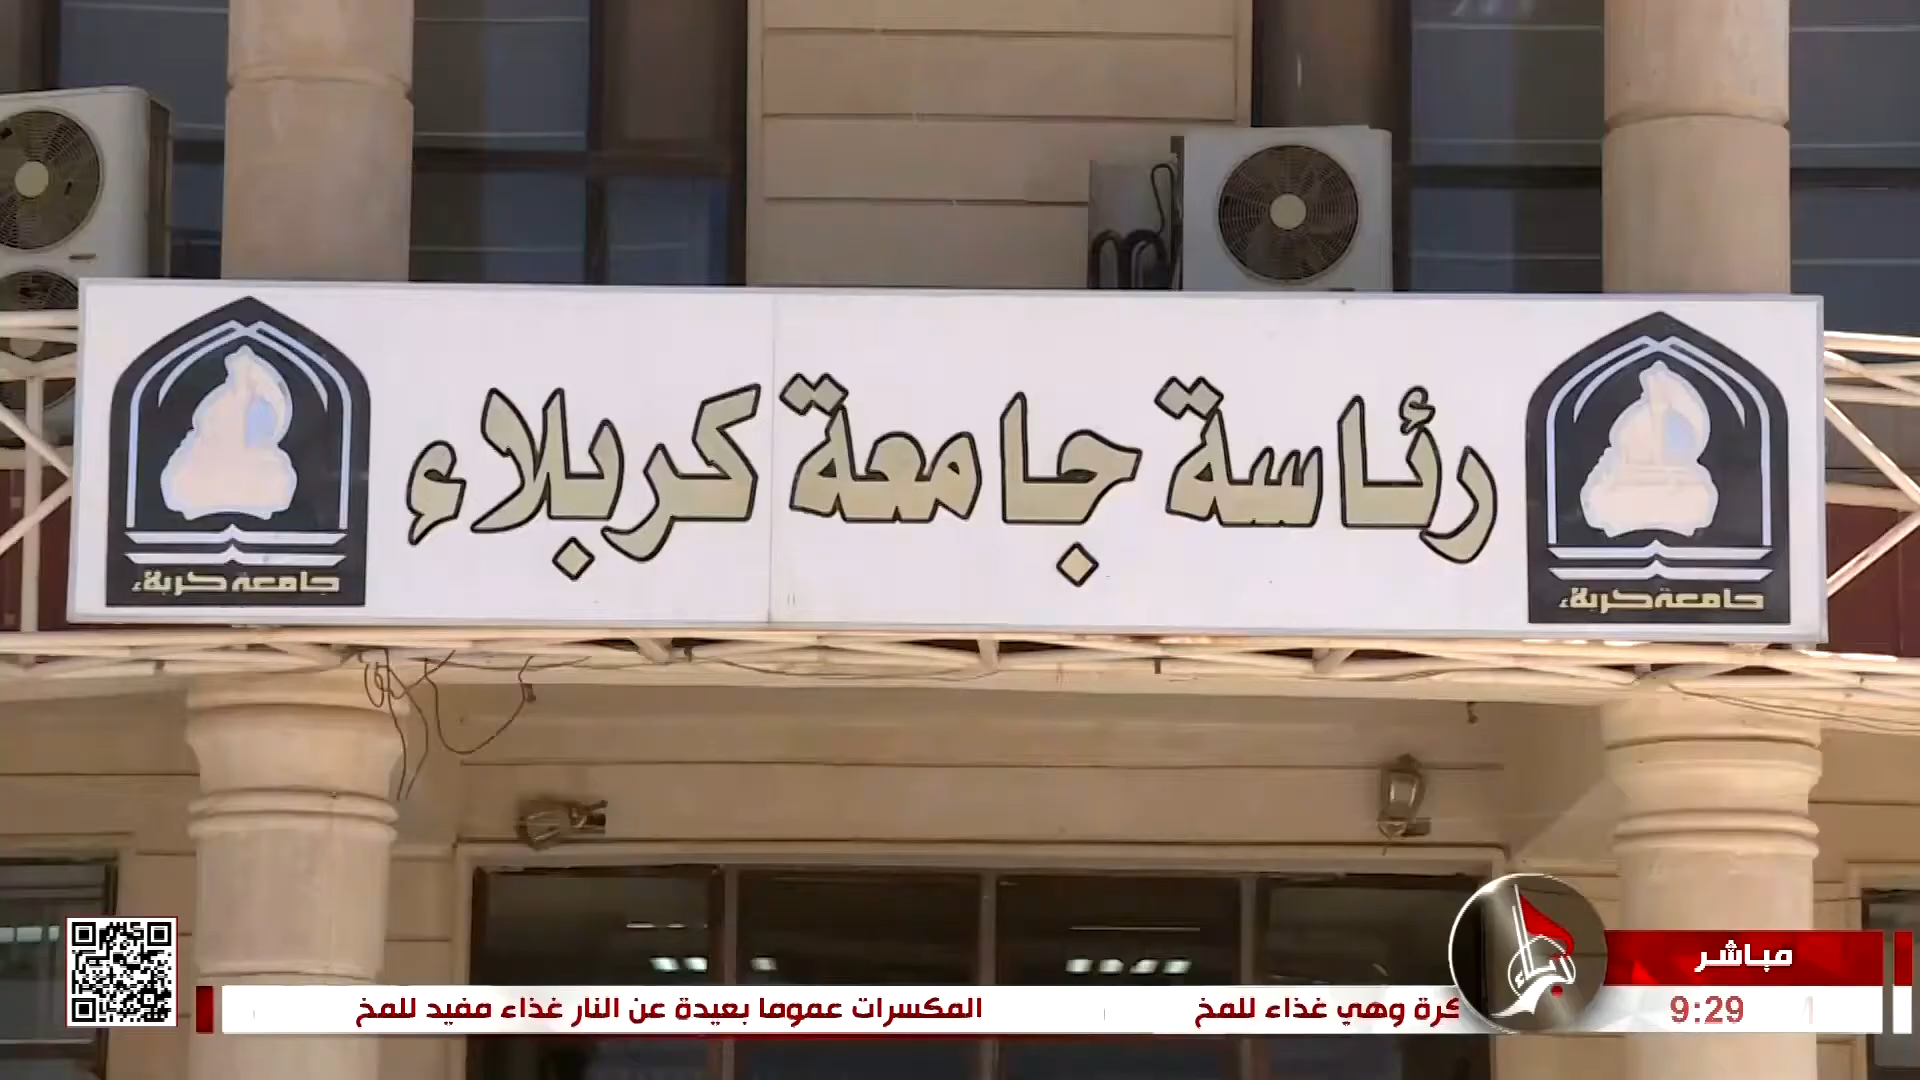 رئاسة جامعة كربلاء
جامعة كربلاء
جامعة كربلاء
مباشر
9:29
كرة وهي غذاء للمخ
المكسرات عموما بعيدة عن النار غذاء مفيد للمخ